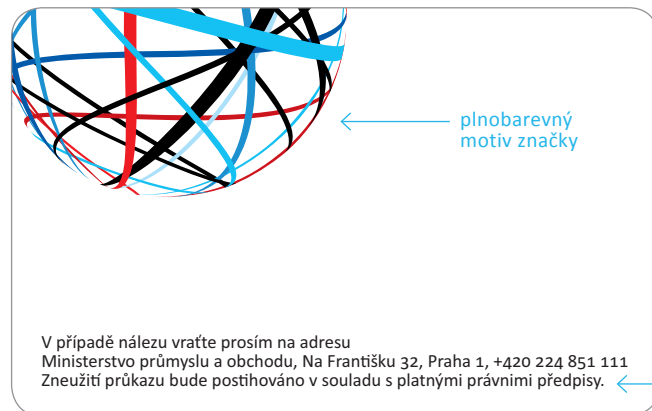 plnobarevný
motiv značky
V případě nálezu vraťte prosím na adresu
Ministerstvo průmyslu a obchodu, Na Františku 32, Praha 1, +420 224 851 111
Zneužití průkazu bude postihováno v souladu s platnými právnimi předpisy.